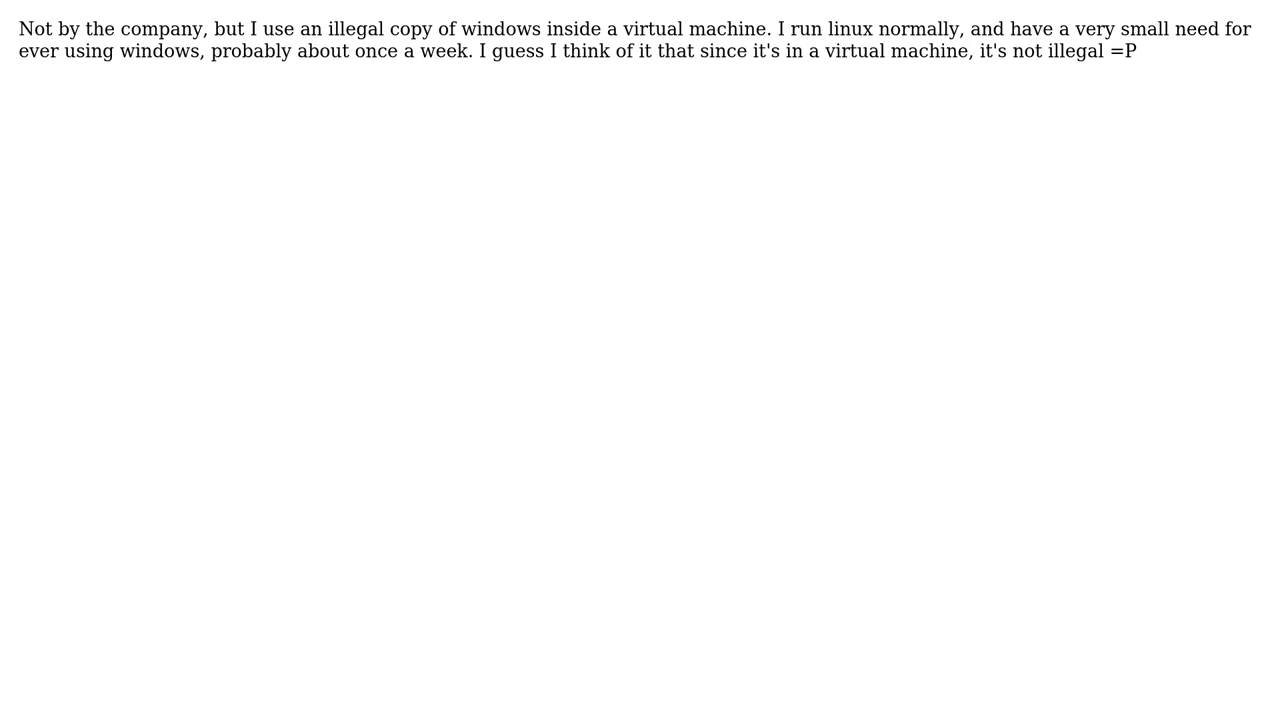 Not by the company, but I use an illegal copy of windows inside a virtual machine. I run linux normally, and have a very small need for
ever using windows, probably about once a week. I guess I think of it that since it's in a virtual machine, it's not illegal =P